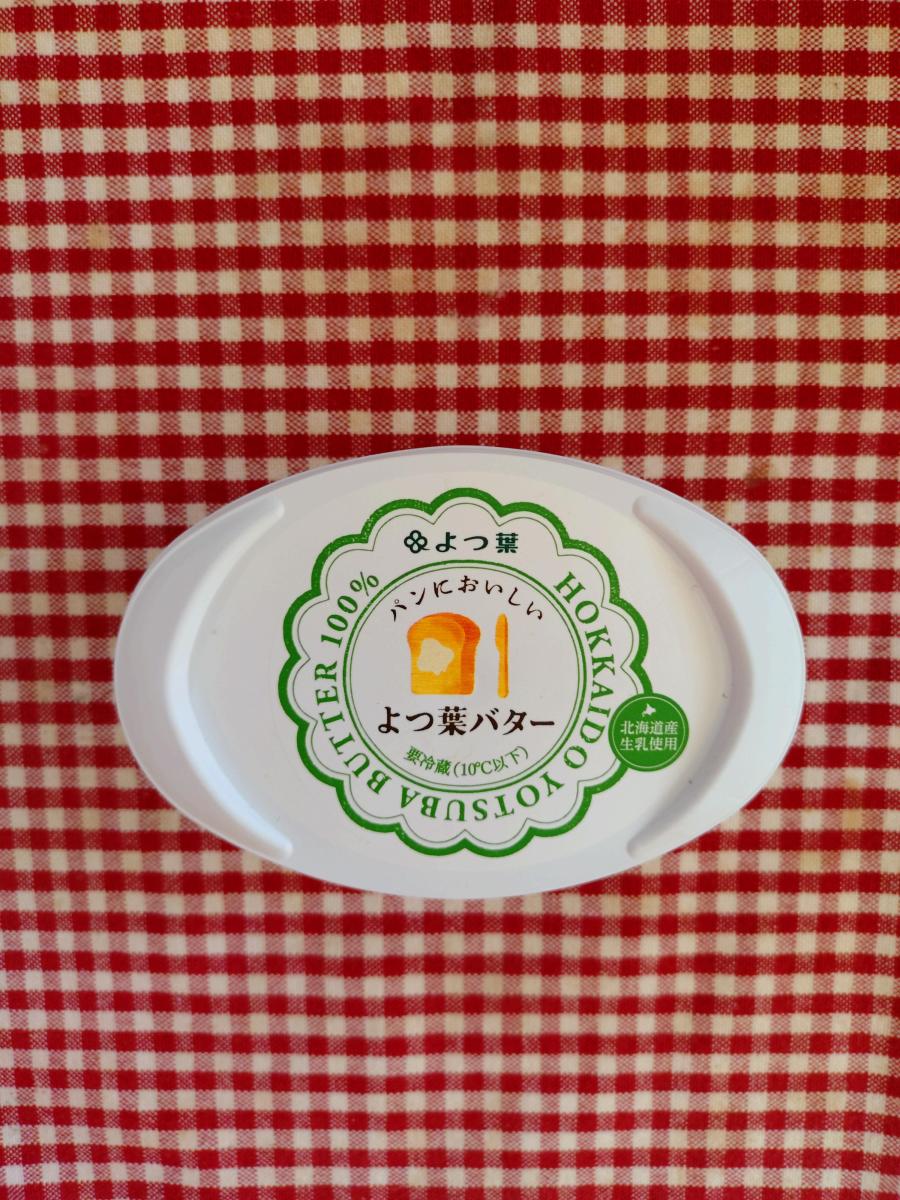 よつ葉
HOKKAIDO YOTSUBA BUTTER 100%
パンにおいしい
よつ葉バター
要冷蔵(10℃以下)
北海道産
生乳使用